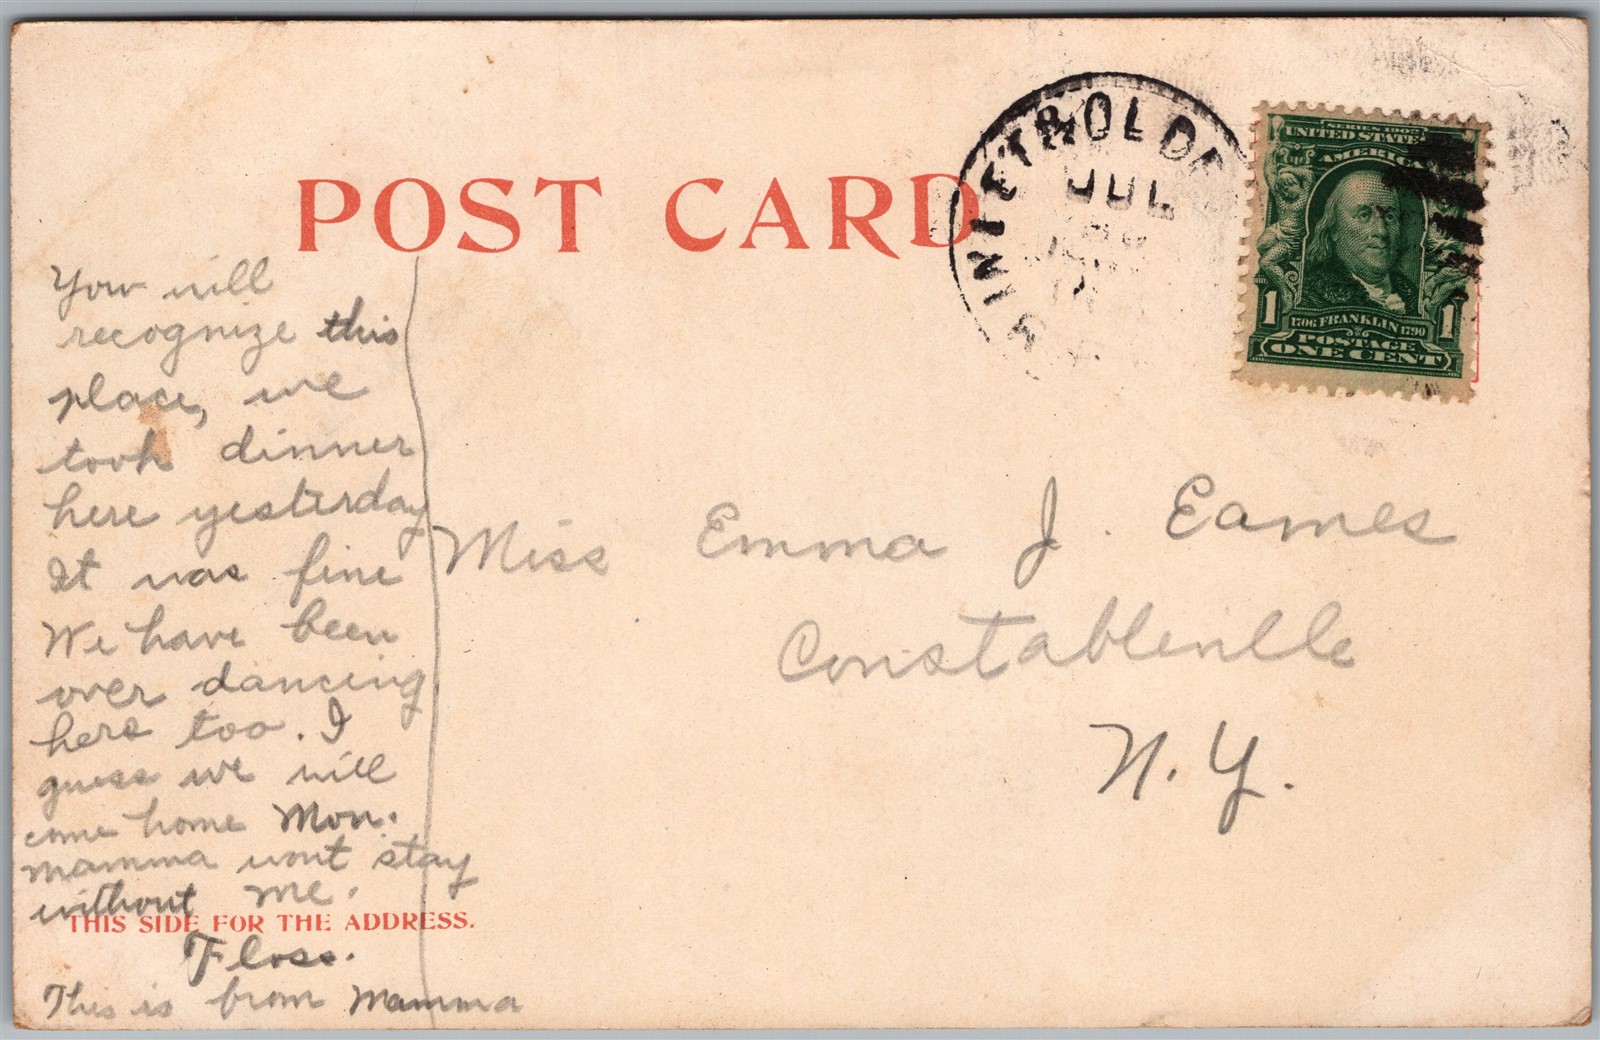 POST CARD
JUL
SERIES 1902
UNITED STATES
AMERICA
1 1
1706 FRANKLIN 1790
POSTAGE
ONE CENT
You will
recognize this
place, we
took dinner
here yesterday
It was fine
We have been
over dancing
here too. I
guess we will
come home Mon.
mamma wont stay
without me.
THIS SIDE FOR THE ADDRESS.
Floss.
This is from Mamma
Miss Emma J. Eames
Constableville
N. Y.